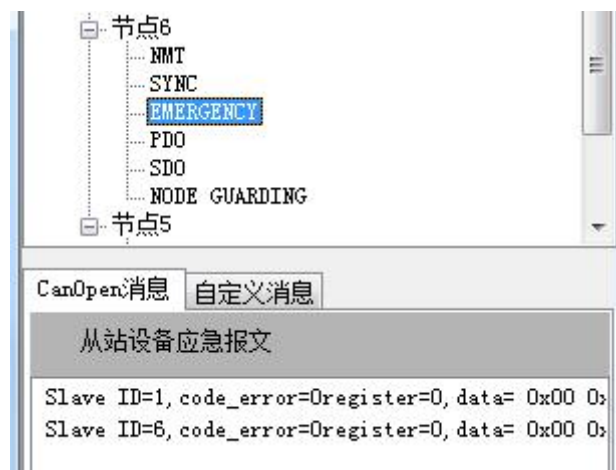 节点6
NMT
SYNC
EMERGENCY
PDO
SDO
NODE GUARDING
节点5
CanOpen消息
自定义消息
从站设备应急报文
Slave ID=1, code_error=0register=0, data= 0x00 0x
Slave ID=6, code_error=0register=0, data= 0x00 0x